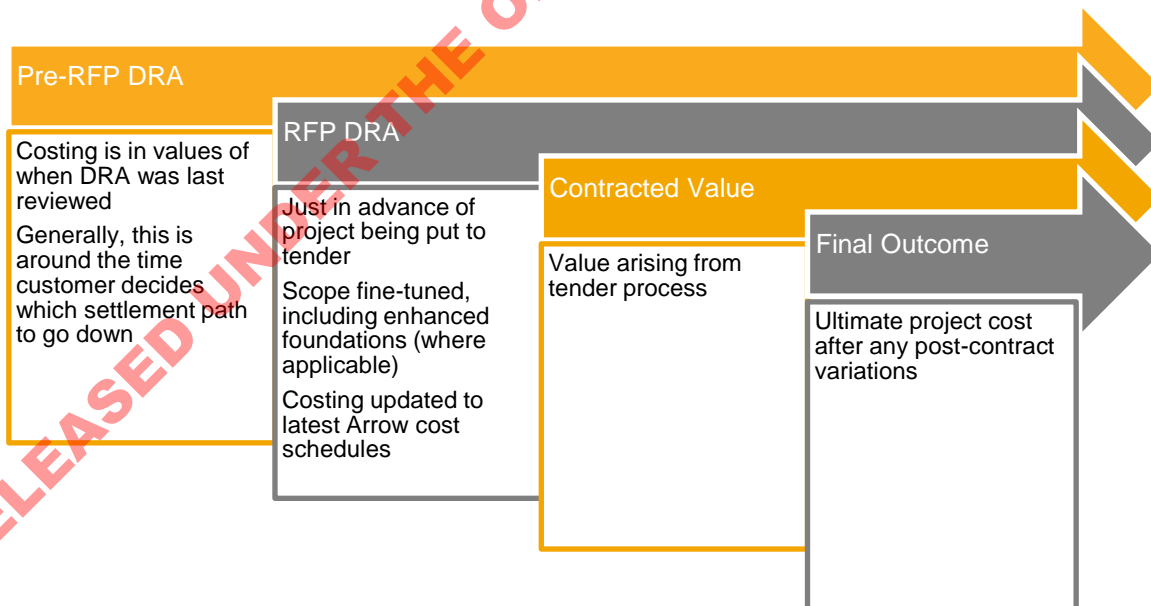 Pre-RFP DRA
Costing is in values of
when DRA was last
reviewed
Generally, this is
around the time
customer decides
which settlement path
to go down
RFP DRA
Just in advance of
project being put to
tender
Scope fine-tuned,
including enhanced
foundations (where
applicable)
Costing updated to
latest Arrow cost
schedules
Contracted Value
Value arising from
tender process
Final Outcome
Ultimate project cost
after any post-contract
variations
ELEASED UNDER THE O